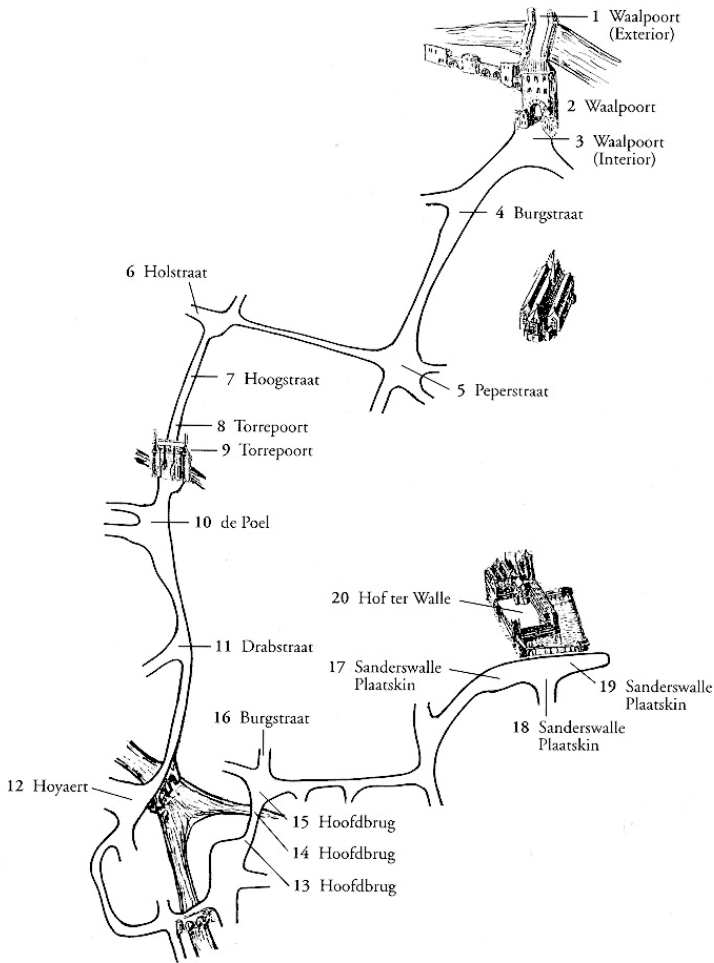 1 Waalpoort
(Exterior)
2 Waalpoort
3 Waalpoort
(Interior)
4 Burgstraat
6 Holstraat
7 Hoogstraat
5 Peperstraat
8 Torrepoort
9 Torrepoort
10 de Poel
20 Hof ter Walle
11 Drabstraat
17 Sanderswalle
Plaatskin
19 Sanderswalle
Plaatskin
18 Sanderswalle
Plaatskin
16 Burgstraat
12 Hoyaert
15 Hoofdbrug
14 Hoofdbrug
13 Hoofdbrug